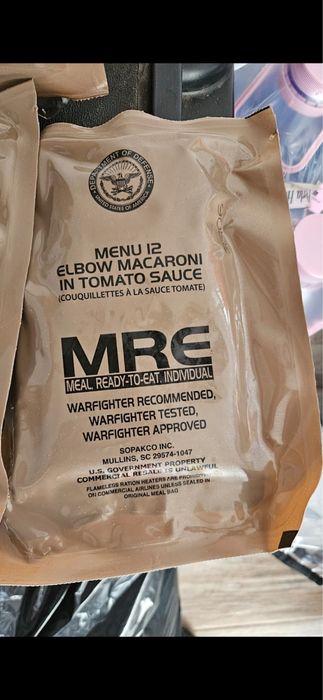 DEPARTMENT OF DEFENSE
UNITED STATES OF AMERICA
MENU 12
ELBOW MACARONI
IN TOMATO SAUCE
(COUQUILLETTES À LA SAUCE TOMATE)
MRE
MEAL, READY-TO-EAT, INDIVIDUAL
WARFIGHTER RECOMMENDED,
WARFIGHTER TESTED,
WARFIGHTER APPROVED
SOPAKCO INC.
MULLINS, SC 29574-1047
U.S. GOVERNMENT PROPERTY
COMMERCIAL RESALE IS UNLAWFUL
FLAMELESS RATION HEATERS ARE PROHIBITED
ON COMMERCIAL AIRLINES UNLESS SEALED IN
ORIGINAL MEAL BAG